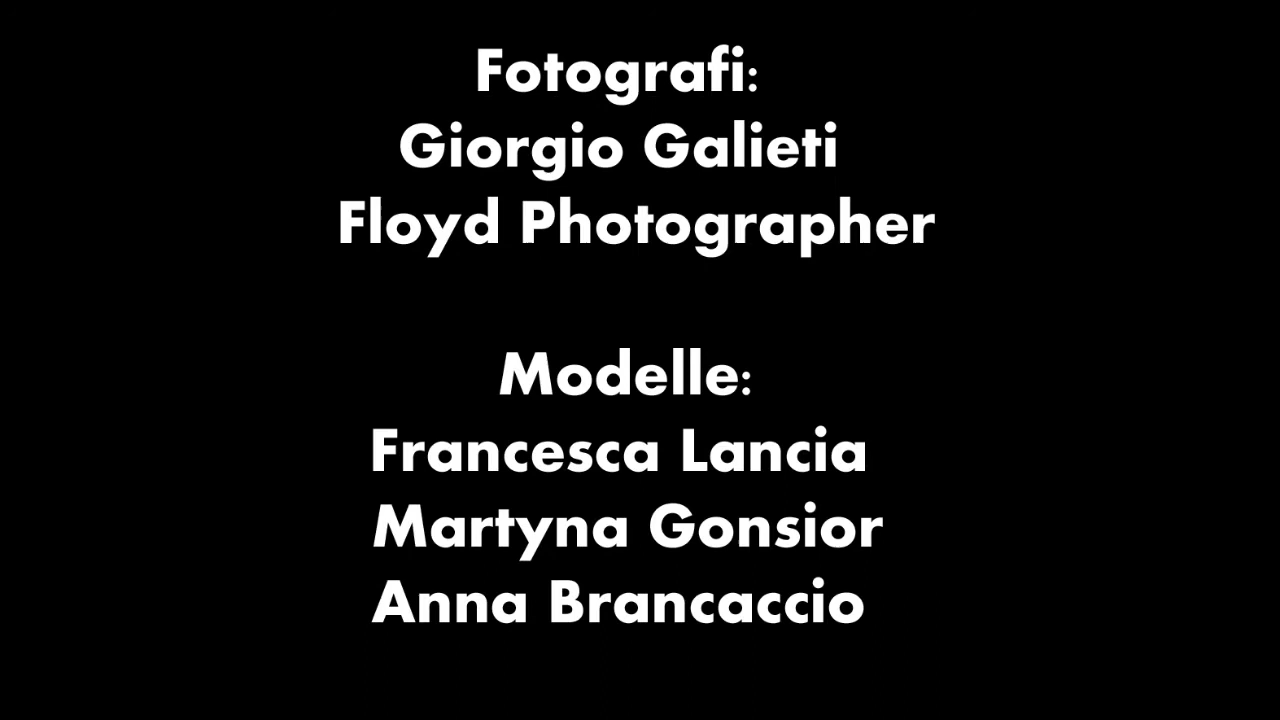 Fotografi:
Giorgio Galieti
Floyd Photographer
Modelle:
Francesca Lancia
Martyna Gonsior
Anna Brancaccio